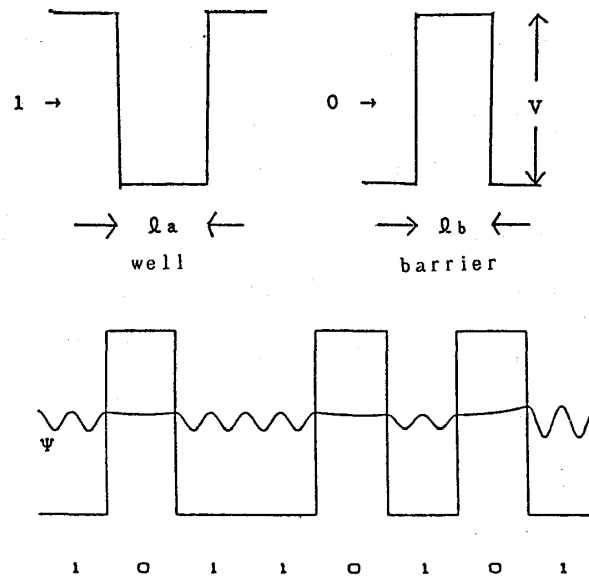 1 → 0 → V
ℓa ℓb
well barrier
Ψ
1 0 1 1 0 1 0 1